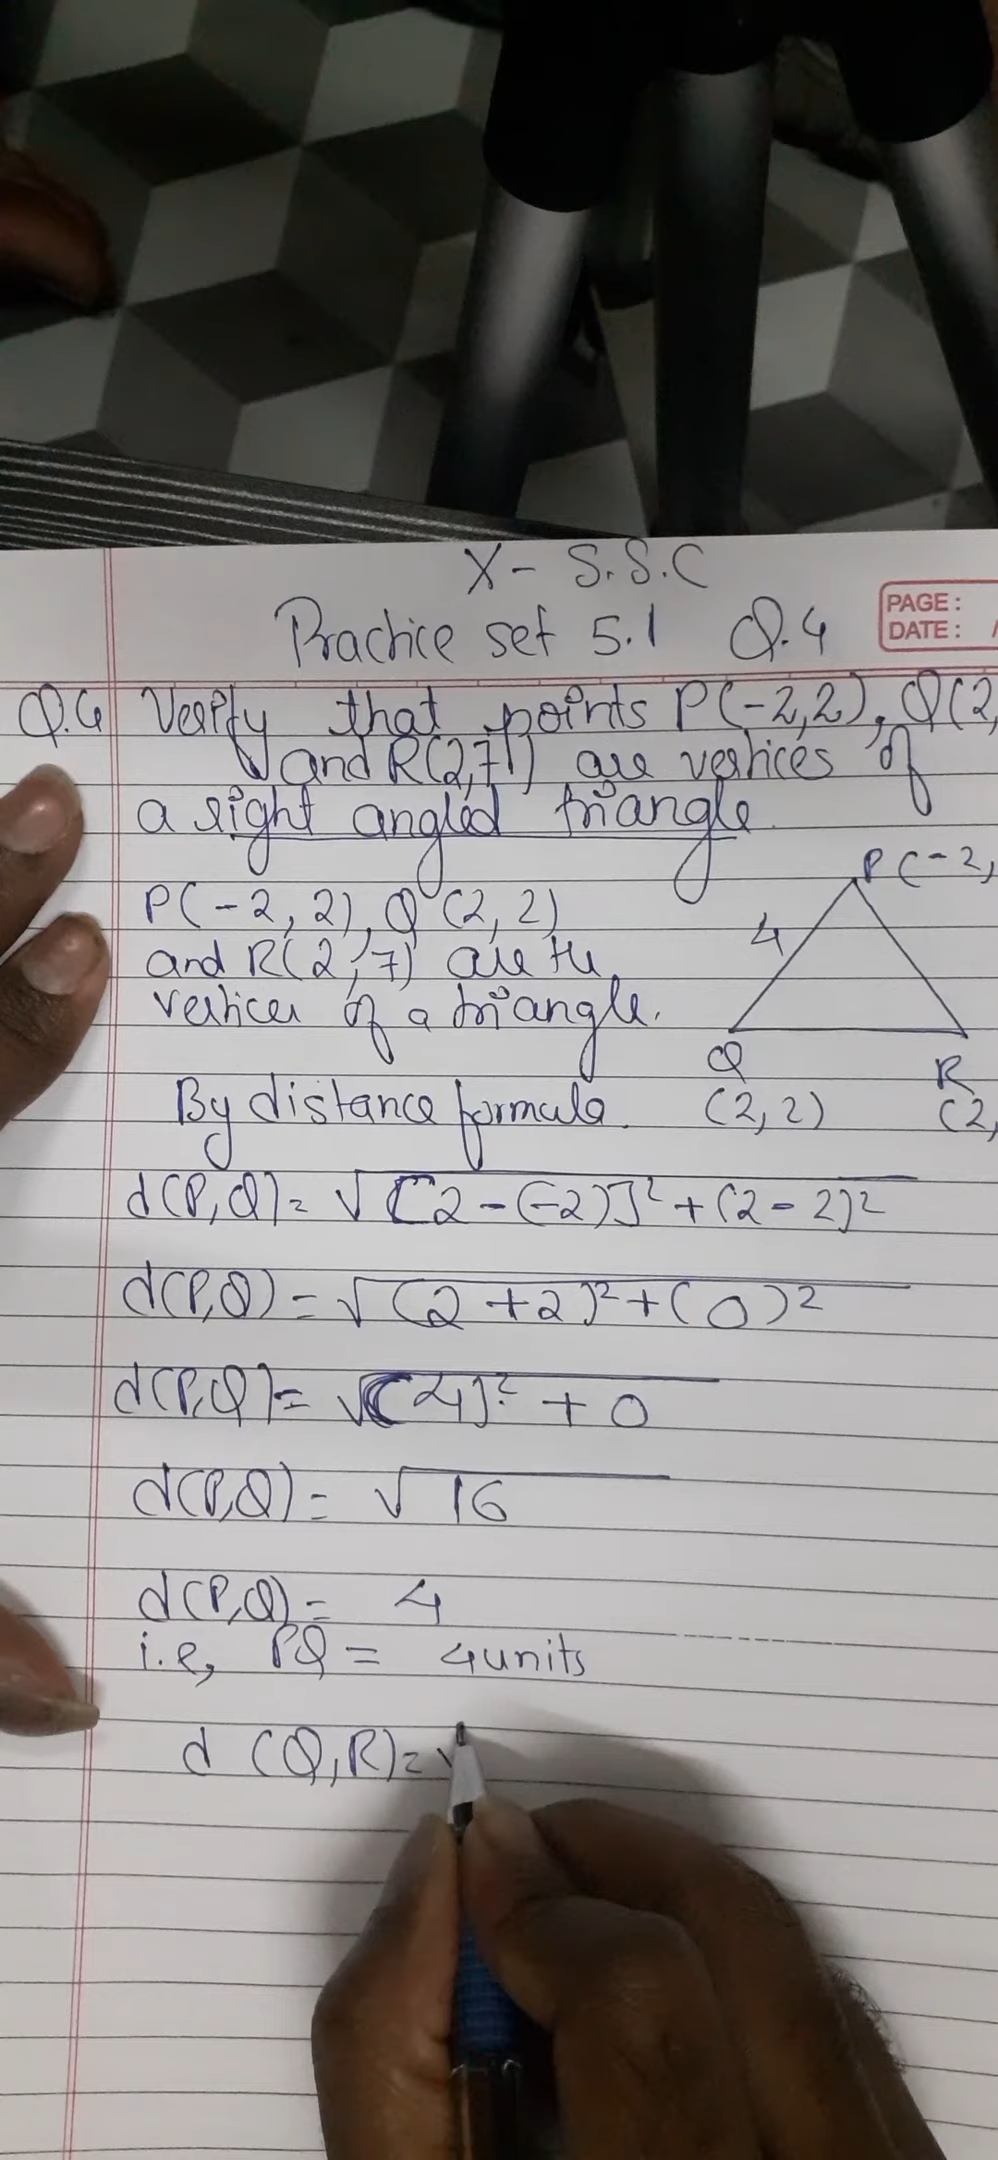 X- S.S.C
Practice set 5.1 Q.4
PAGE:
DATE: /
Q.4 Verify that points P(-2,2), Q(2,
and R(2,7) are vertices of
a right angled triangle.
P(-2,
P(-2, 2), Q (2, 2)
4
and R(2, 7) are the
vertices of a triangle.
Q
R
By distance formula.
(2, 2)
(2,
d(P,Q)= √[2-(-2)]²+(2-2)²
d(P,Q)=√(2+2)²+(0)²
d(P,Q)= √(4)²+0
d(P,Q)= √16
d(P,Q)= 4
i.e, PQ = 4units
d (Q,R)=